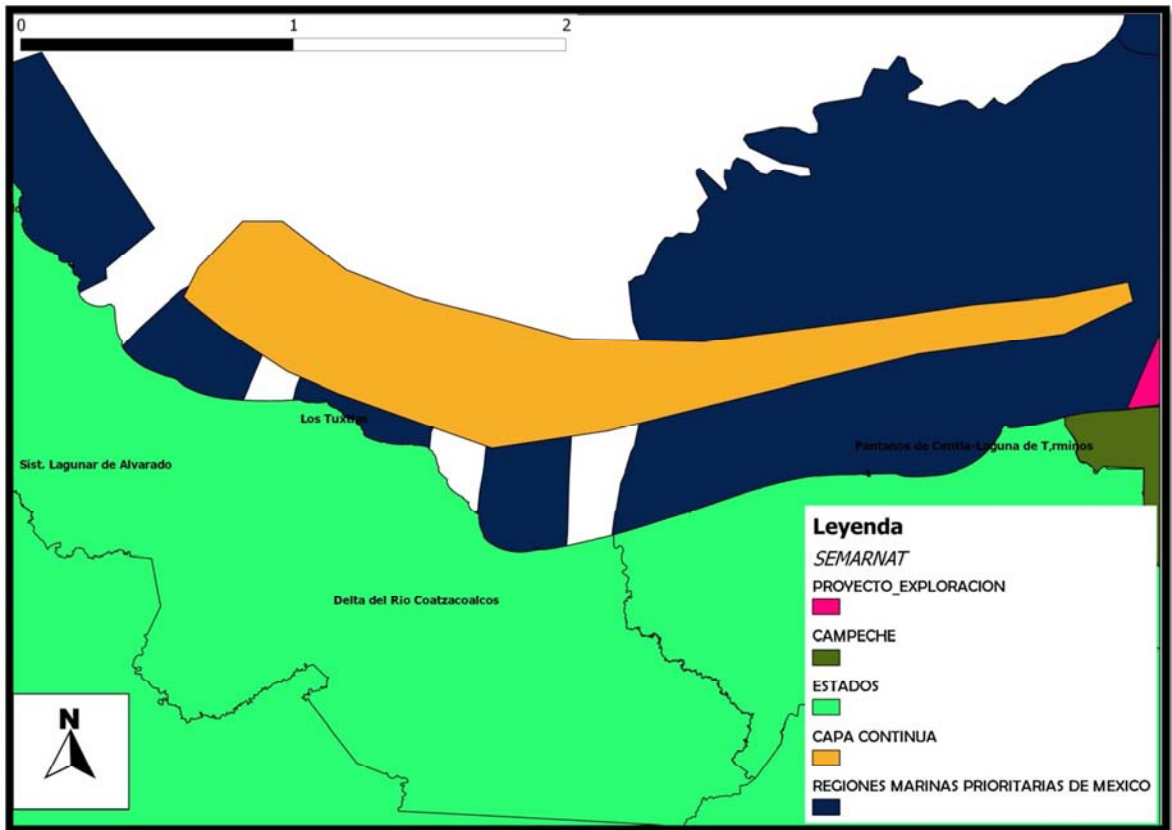 0 1 2
Los Tuxtlas
Sist. Lagunar de Alvarado
Pantanos de Centla-Laguna de T,rminos
Delta del Rio Coatzacoalcos
N
Leyenda
SEMARNAT
PROYECTO_EXPLORACION
CAMPECHE
ESTADOS
CAPA CONTINUA
REGIONES MARINAS PRIORITARIAS DE MEXICO